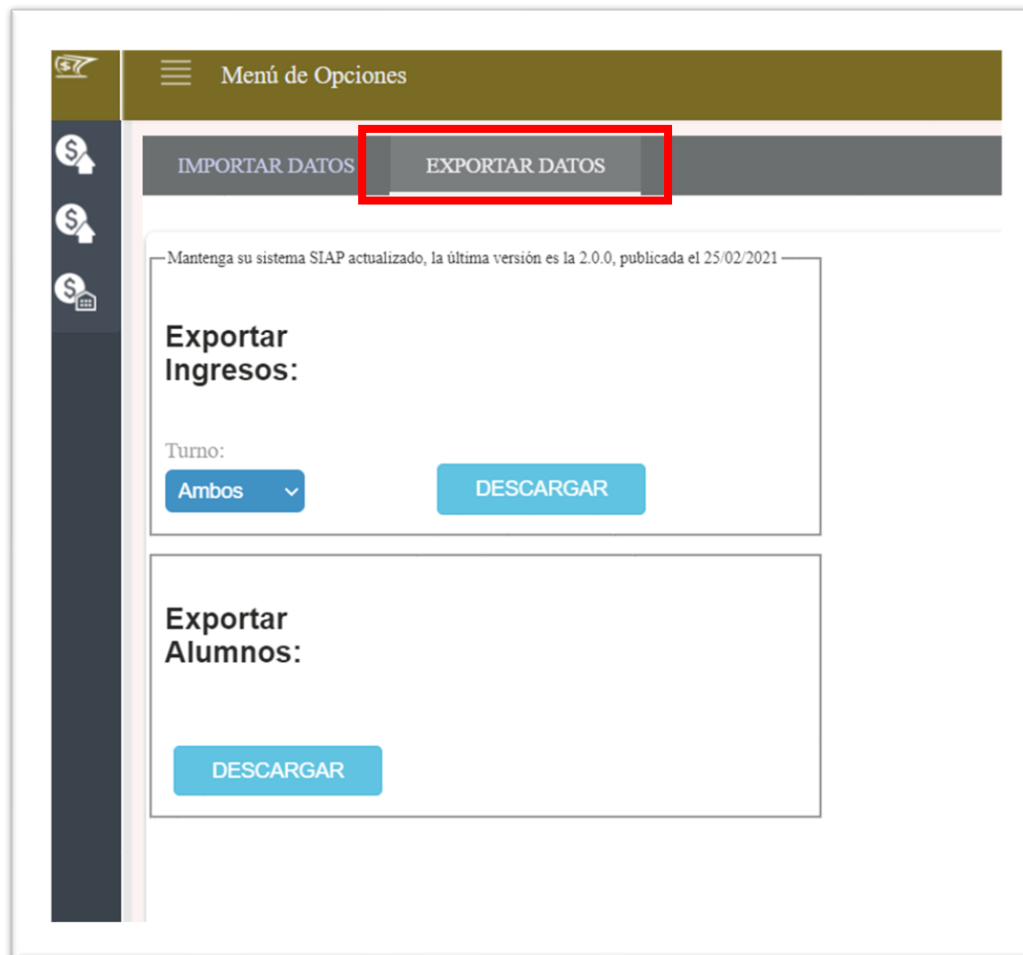 Menú de Opciones
IMPORTAR DATOS
EXPORTAR DATOS
Mantenga su sistema SIAP actualizado, la última versión es la 2.0.0, publicada el 25/02/2021
Exportar
Ingresos:
Turno:
Ambos
DESCARGAR
Exportar
Alumnos:
DESCARGAR